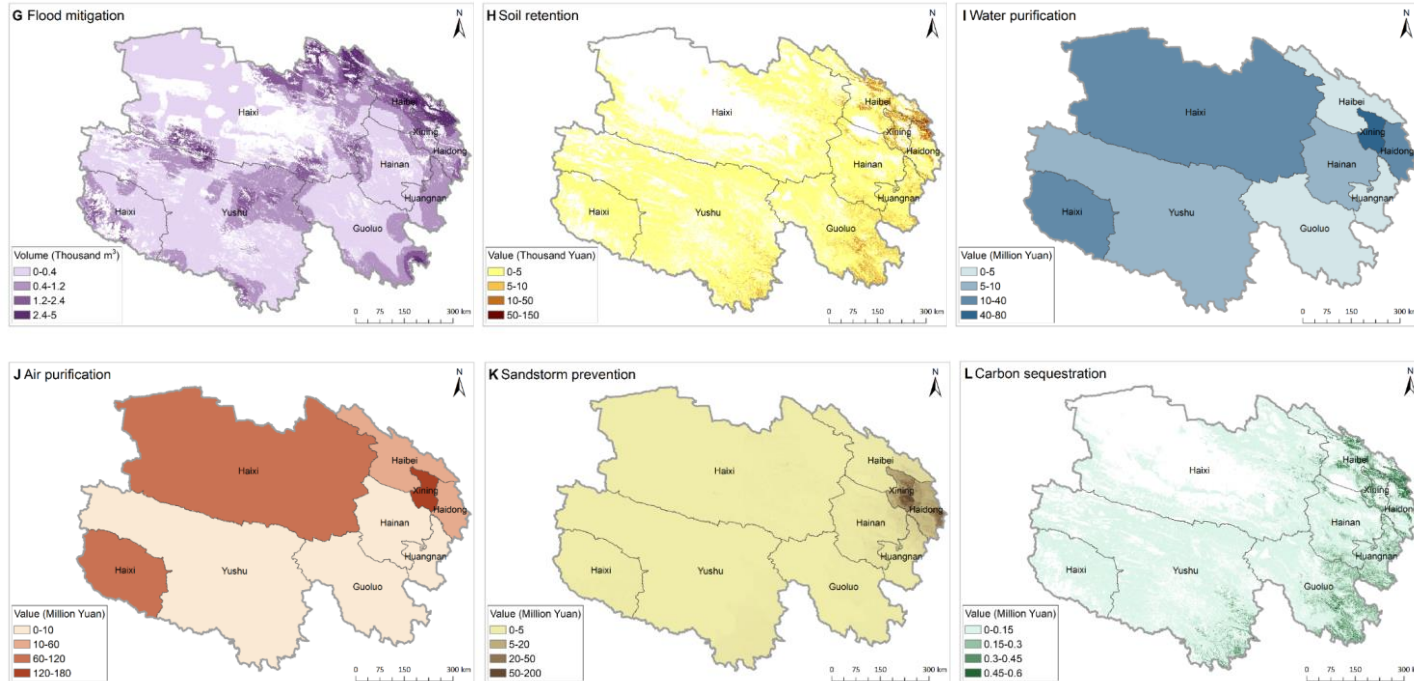 G Flood mitigation
N
Haixi
Haibei
Xining
Haidong
Hainan
Huangnan
Haixi
Yushu
Guoluo
Volume (Thousand m³)
0-0.4
0.4-1.2
1.2-2.4
2.4-5
0 75 150 300 km
H Soil retention
N
Haixi
Haibei
Xining
Haidong
Hainan
Huangnan
Haixi
Yushu
Guoluo
Value (Thousand Yuan)
0-5
5-10
10-50
50-150
0 75 150 300 km
I Water purification
N
Haixi
Haibei
Xining
Haidong
Hainan
Huangnan
Haixi
Yushu
Guoluo
Value (Million Yuan)
0-5
5-10
10-40
40-80
0 75 150 300 km
J Air purification
N
Haixi
Haibei
Xining
Haidong
Hainan
Huangnan
Haixi
Yushu
Guoluo
Value (Million Yuan)
0-10
10-60
60-120
120-180
0 75 150 300 km
K Sandstorm prevention
N
Haixi
Haibei
Xining
Haidong
Hainan
Huangnan
Haixi
Yushu
Guoluo
Value (Million Yuan)
0-5
5-20
20-50
50-200
0 75 150 300 km
L Carbon sequestration
N
Haixi
Haibei
Xining
Haidong
Hainan
Huangnan
Haixi
Yushu
Guoluo
Value (Million Yuan)
0-0.15
0.15-0.3
0.3-0.45
0.45-0.6
0 75 150 300 km